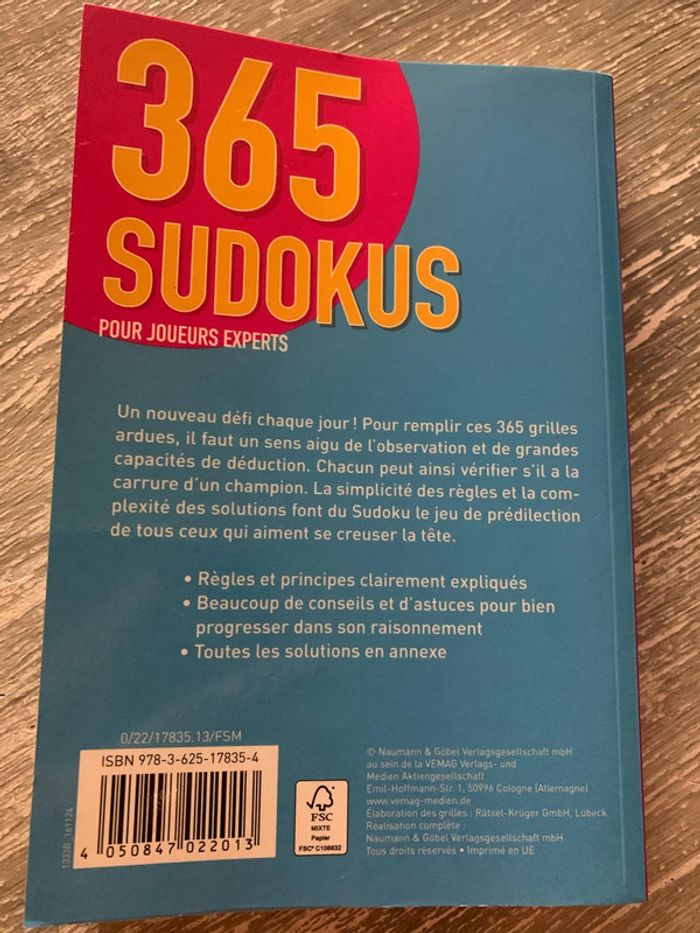 365
SUDOKUS
POUR JOUEURS EXPERTS
Un nouveau défi chaque jour ! Pour remplir ces 365 grilles
ardues, il faut un sens aigu de l'observation et de grandes
capacités de déduction. Chacun peut ainsi vérifier s'il a la
carrure d'un champion. La simplicité des règles et la com-
plexité des solutions font du Sudoku le jeu de prédilection
de tous ceux qui aiment se creuser la tête.
• Règles et principes clairement expliqués
• Beaucoup de conseils et d'astuces pour bien
progresser dans son raisonnement
• Toutes les solutions en annexe
0/22/17835.13/FSM
ISBN 978-3-625-17835-4
4 050847 022013
1333B_161124
FSC
MIXTE
Papier
FSC® C106632
© Naumann & Göbel Verlagsgesellschaft mbH
au sein de la VEMAG Verlags- und
Medien Aktiengesellschaft
Emil-Hoffmann-Str. 1, 50996 Cologne (Allemagne)
www.vemag-medien.de
Élaboration des grilles : Rätsel-Krüger GmbH, Lübeck
Réalisation complète :
Naumann & Göbel Verlagsgesellschaft mbH
Tous droits réservés • Imprimé en UE